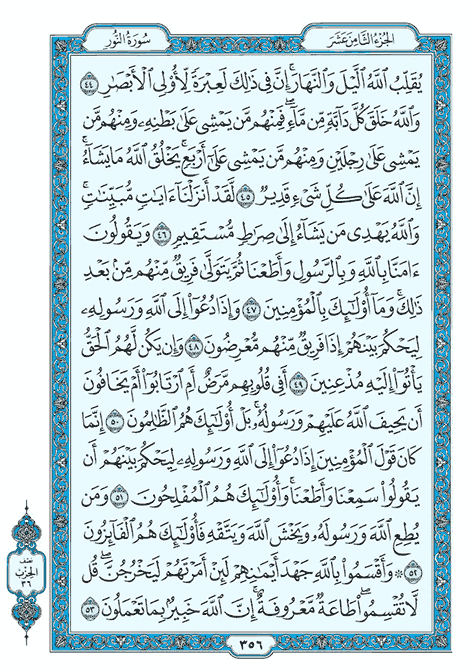 الجزء الثامن عشر
سورة النور
يُقَلِّبُ ٱللَّهُ ٱلَّيْلَ وَٱلنَّهَارَ ۚ إِنَّ فِى ذَٰلِكَ لَعِبْرَةً لِّأُو۟لِى ٱلْأَبْصَٰرِ ٤٤
وَٱللَّهُ خَلَقَ كُلَّ دَآبَّةٍ مِّن مَّآءٍ ۖ فَمِنْهُم مَّن يَمْشِى عَلَىٰ بَطْنِهِۦ وَمِنْهُم مَّن
يَمْشِى عَلَىٰ رِجْلَيْنِ وَمِنْهُم مَّن يَمْشِى عَلَىٰٓ أَرْبَعٍ ۚ يَخْلُقُ ٱللَّهُ مَا يَشَآءُ ۚ
إِنَّ ٱللَّهَ عَلَىٰ كُلِّ شَىْءٍ قَدِيرٌ ٤٥ لَّقَدْ أَنزَلْنَآ ءَايَٰتٍ مُّبَيِّنَٰتٍ ۚ
وَٱللَّهُ يَهْدِى مَن يَشَآءُ إِلَىٰ صِرَٰطٍ مُّسْتَقِيمٍ ٤٦ وَيَقُولُونَ
ءَامَنَّا بِٱللَّهِ وَبِٱلرَّسُولِ وَأَطَعْنَا ثُمَّ يَتَوَلَّىٰ فَرِيقٌ مِّنْهُم مِّنۢ بَعْدِ
ذَٰلِكَ ۚ وَمَآ أُو۟لَٰٓئِكَ بِٱلْمُؤْمِنِينَ ٤٧ وَإِذَا دُعُوٓا۟ إِلَى ٱللَّهِ وَرَسُولِهِۦ
لِيَحْكُمَ بَيْنَهُمْ إِذَا فَرِيقٌ مِّنْهُم مُّعْرِضُونَ ٤٨ وَإِن يَكُن لَّهُمُ ٱلْحَقُّ
يَأْتُوٓا۟ إِلَيْهِ مُذْعِنِينَ ٤٩ أَفِى قُلُوبِهِم مَّرَضٌ أَمِ ٱرْتَابُوٓا۟ أَمْ يَخَافُونَ
أَن يَحِيفَ ٱللَّهُ عَلَيْهِمْ وَرَسُولُهُۥ ۚ بَلْ أُو۟لَٰٓئِكَ هُمُ ٱلظَّٰلِمُونَ ٥٠ إِنَّمَا
كَانَ قَوْلَ ٱلْمُؤْمِنِينَ إِذَا دُعُوٓا۟ إِلَى ٱللَّهِ وَرَسُولِهِۦ لِيَحْكُمَ بَيْنَهُمْ أَن
يَقُولُوا۟ سَمِعْنَا وَأَطَعْنَا ۚ وَأُو۟لَٰٓئِكَ هُمُ ٱلْمُفْلِحُونَ ٥١ وَمَن
يُطِعِ ٱللَّهَ وَرَسُولَهُۥ وَيَخْشَ ٱللَّهَ وَيَتَّقْهِ فَأُو۟لَٰٓئِكَ هُمُ ٱلْفَآئِزُونَ
٥٢ ۞ وَأَقْسَمُوا۟ بِٱللَّهِ جَهْدَ أَيْمَٰنِهِمْ لَئِنْ أَمَرْتَهُمْ لَيَخْرُجُنَّ ۖ قُل
لَّا تُقْسِمُوا۟ ۖ طَاعَةٌ مَّعْرُوفَةٌ ۚ إِنَّ ٱللَّهَ خَبِيرٌۢ بِمَا تَعْمَلُونَ ٥٣
نصف
الحزب
٣٦
٣٥٦